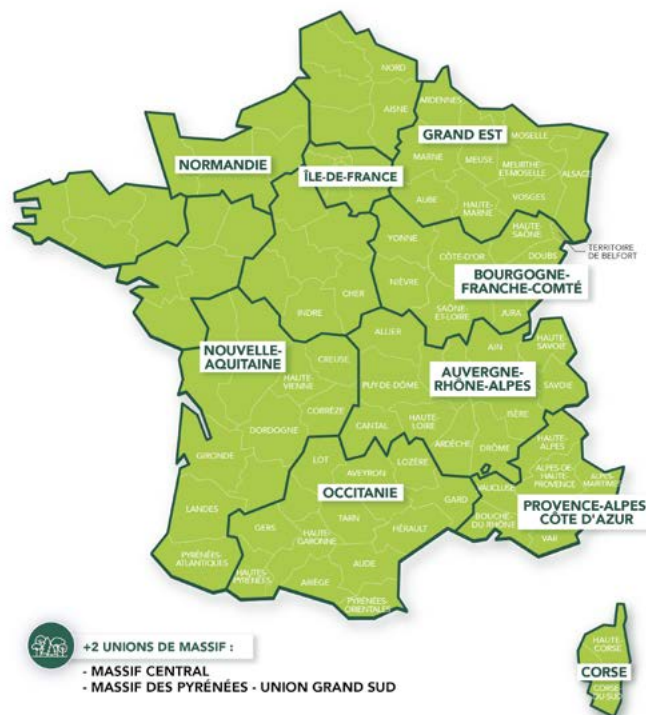 NORD
AISNE
ARDENNES
GRAND EST
MOSELLE
NORMANDIE
MARNE
MEUSE
MEURTHE-
ET-MOSELLE
ALSACE
ÎLE-DE-FRANCE
AUBE
HAUTE-
MARNE
VOSGES
YONNE
HAUTE-
SAÔNE
TERRITOIRE
DE BELFORT
CÔTE-D'OR
DOUBS
NIÈVRE
BOURGOGNE-
FRANCHE-COMTÉ
CHER
INDRE
SAÔNE-
ET-LOIRE
JURA
ALLIER
NOUVELLE-
AQUITAINE
CREUSE
AIN
HAUTE-
SAVOIE
HAUTE-
VIENNE
PUY-DE-DÔME
AUVERGNE-
RHÔNE-ALPES
SAVOIE
CORRÈZE
ISÈRE
CANTAL
HAUTE-
LOIRE
DORDOGNE
ARDÈCHE
DRÔME
HAUTE-
ALPES
GIRONDE
LOT
LOZÈRE
AVEYRON
ALPES-DE-
HAUTE-
PROVENCE
ALPES-
MARITIMES
OCCITANIE
GARD
VAUCLUSE
LANDES
PROVENCE-ALPES
CÔTE D'AZUR
BOUCHE-
DU-RHÔNE
TARN
GERS
HÉRAULT
HAUTE-
GARONNE
VAR
PYRÉNÉES-
ATLANTIQUES
HAUTES-
PYRÉNÉES
AUDE
ARIÈGE
PYRÉNÉES-
ORIENTALES
+2 UNIONS DE MASSIF :
- MASSIF CENTRAL
- MASSIF DES PYRÉNÉES - UNION GRAND SUD
HAUTE-
CORSE
CORSE
CORSE-
DU-SUD